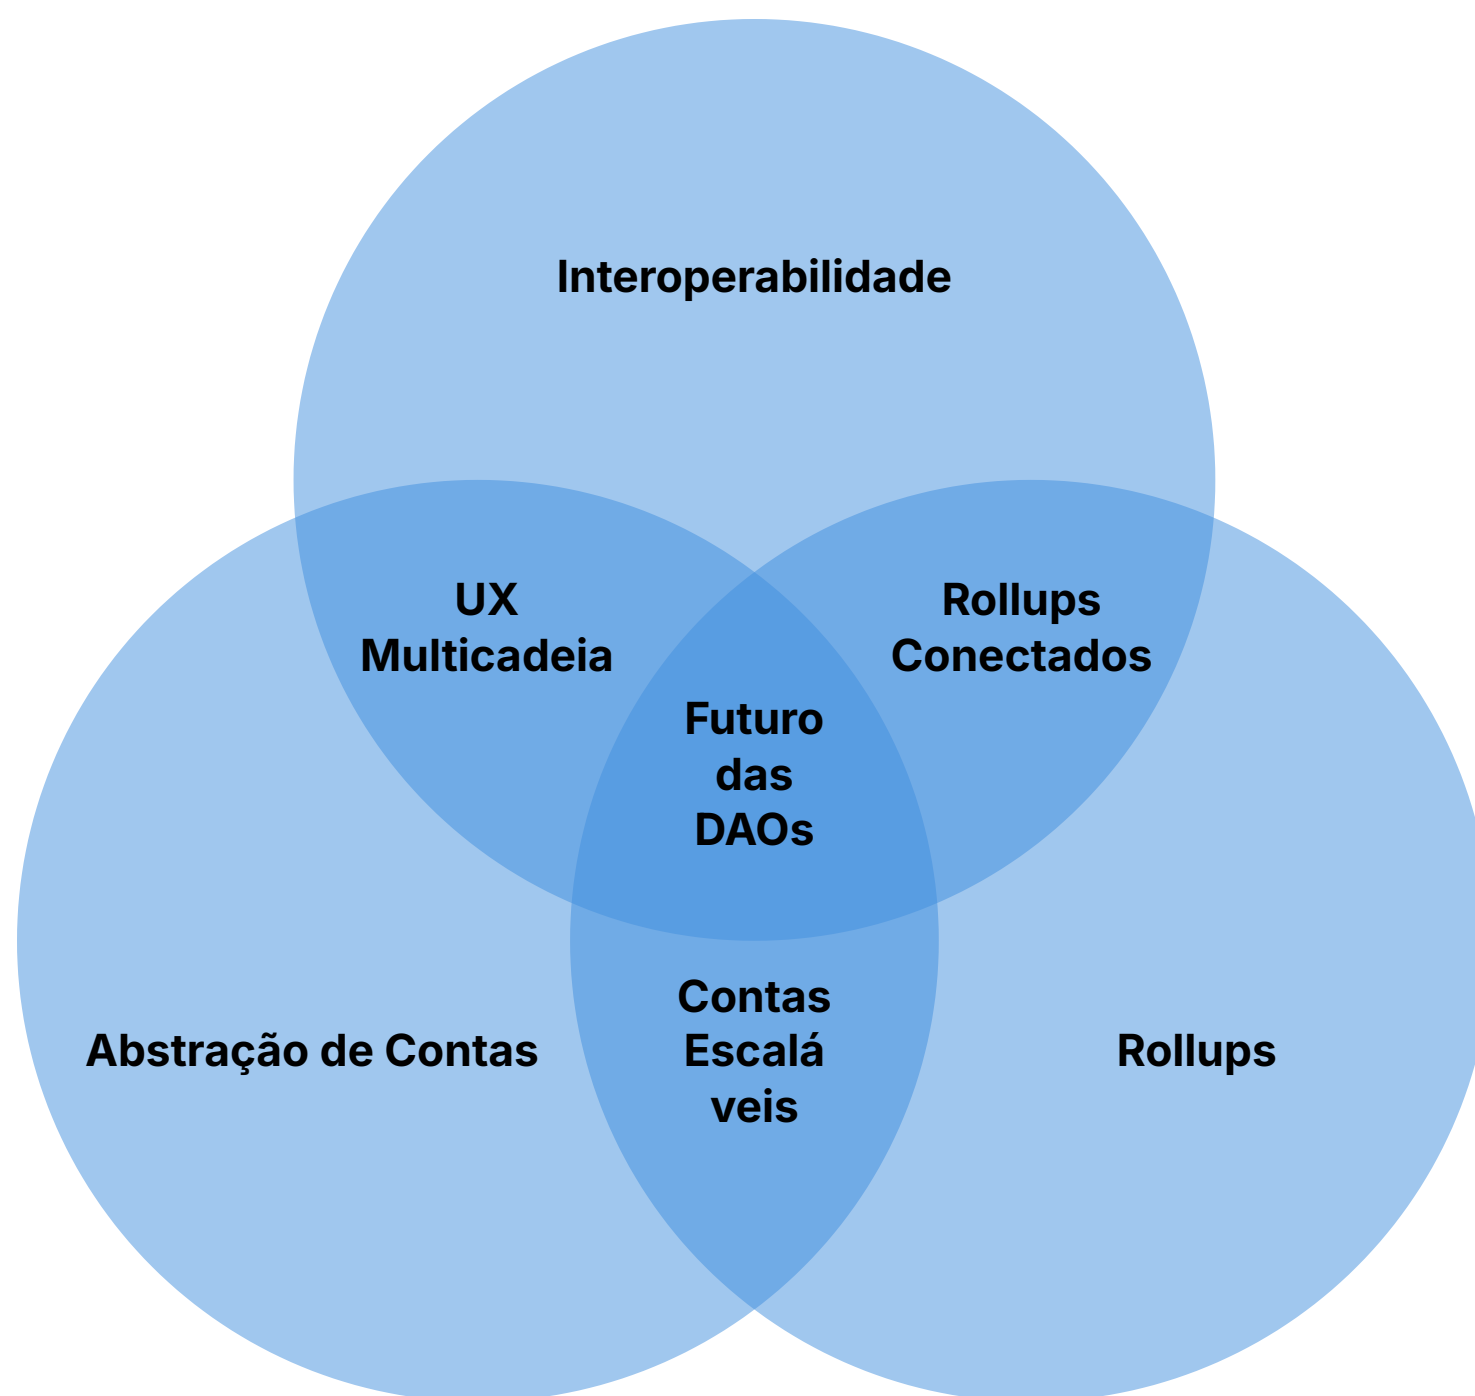 Interoperabilidade
UX
Multicadeia
Rollups
Conectados
Futuro
das
DAOs
Abstração de Contas
Contas
Escalá
veis
Rollups